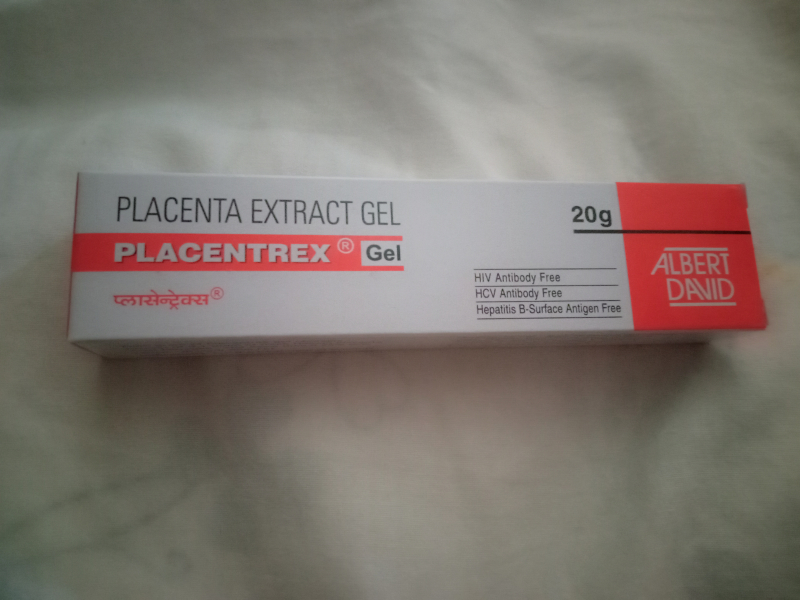 PLACENTA EXTRACT GEL
PLACENTREX® Gel
प्लासेन्ट्रेक्स®
20g
HIV Antibody Free
HCV Antibody Free
Hepatitis B-Surface Antigen Free
ALBERT
DAVID